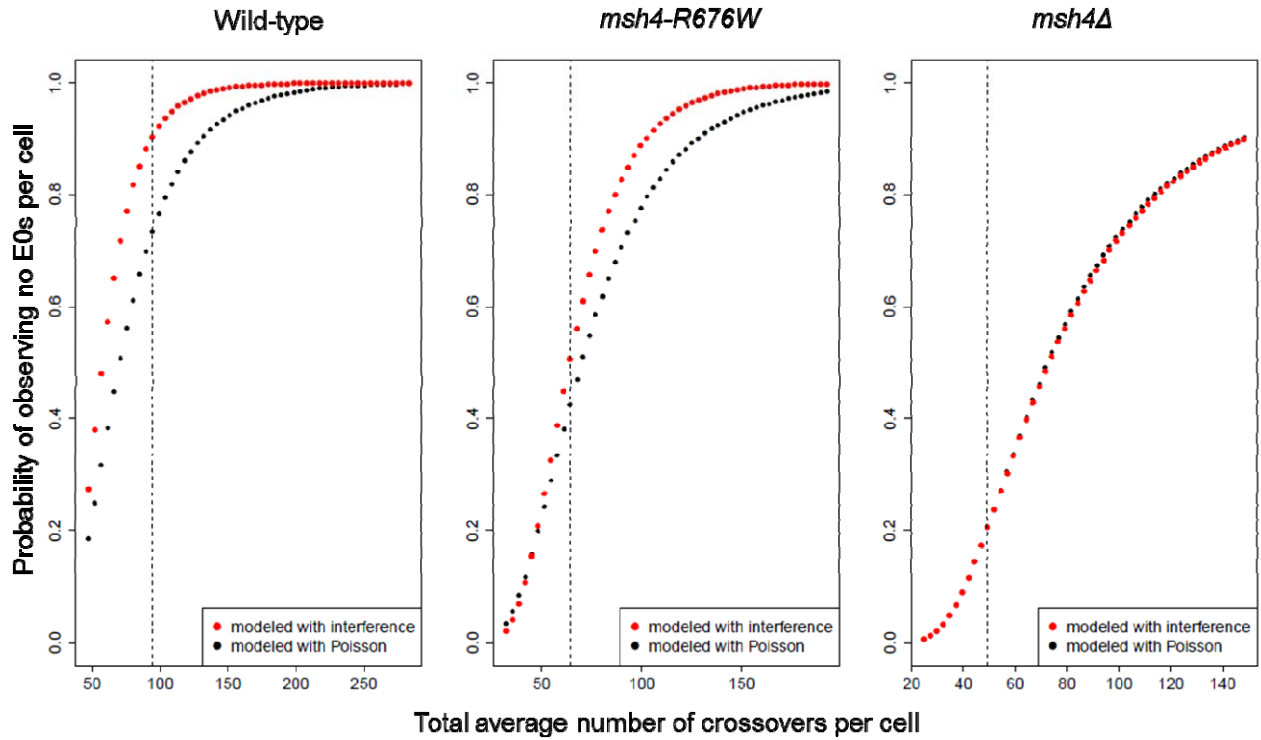 Wild-type
msh4-R676W
msh4Δ
Probability of observing no E0s per cell
1.0
0.8
0.6
0.4
0.2
0.0
50 100 150 200 250
modeled with interference
modeled with Poisson
1.0
0.8
0.6
0.4
0.2
0.0
50 100 150
modeled with interference
modeled with Poisson
1.0
0.8
0.6
0.4
0.2
0.0
20 40 60 80 100 120 140
modeled with interference
modeled with Poisson
Total average number of crossovers per cell